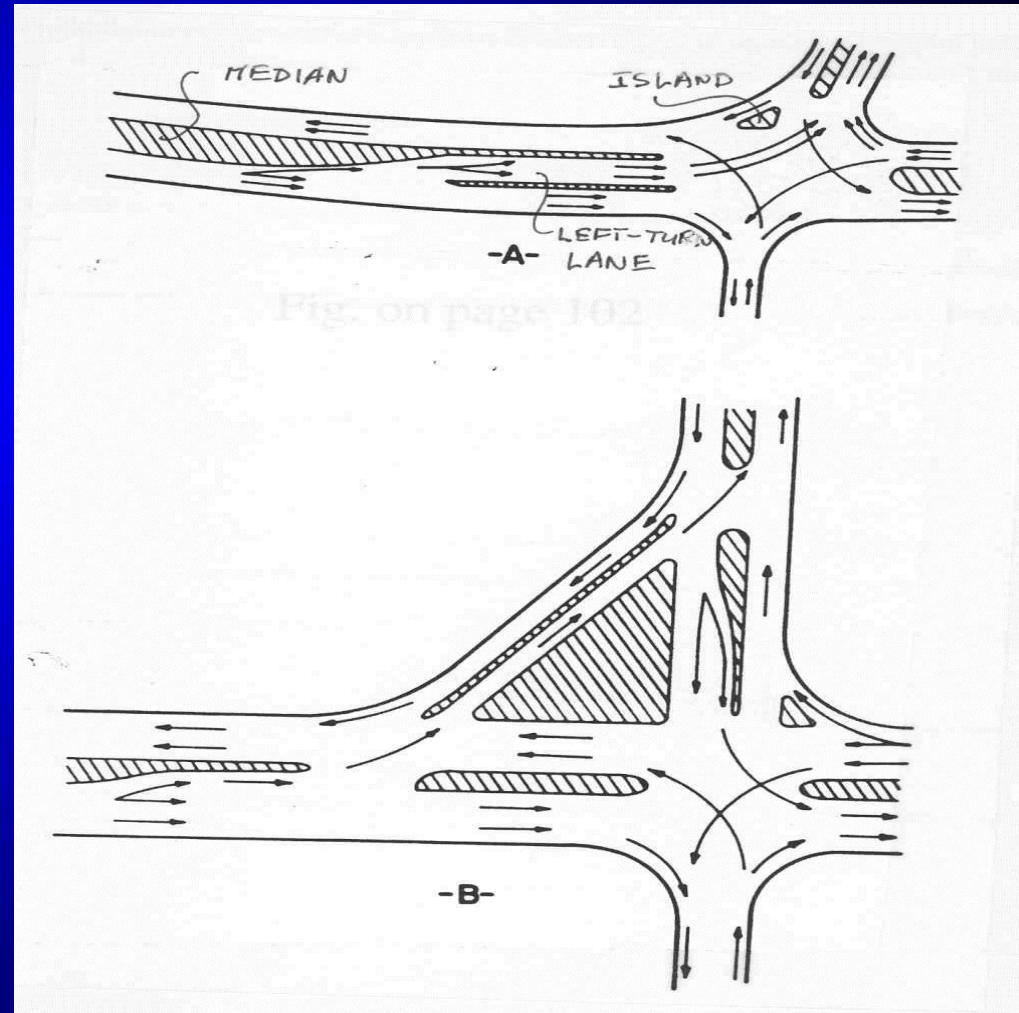 MEDIAN
ISLAND
LEFT-TURN
LANE
-A-
Fig. on page 102
-B-